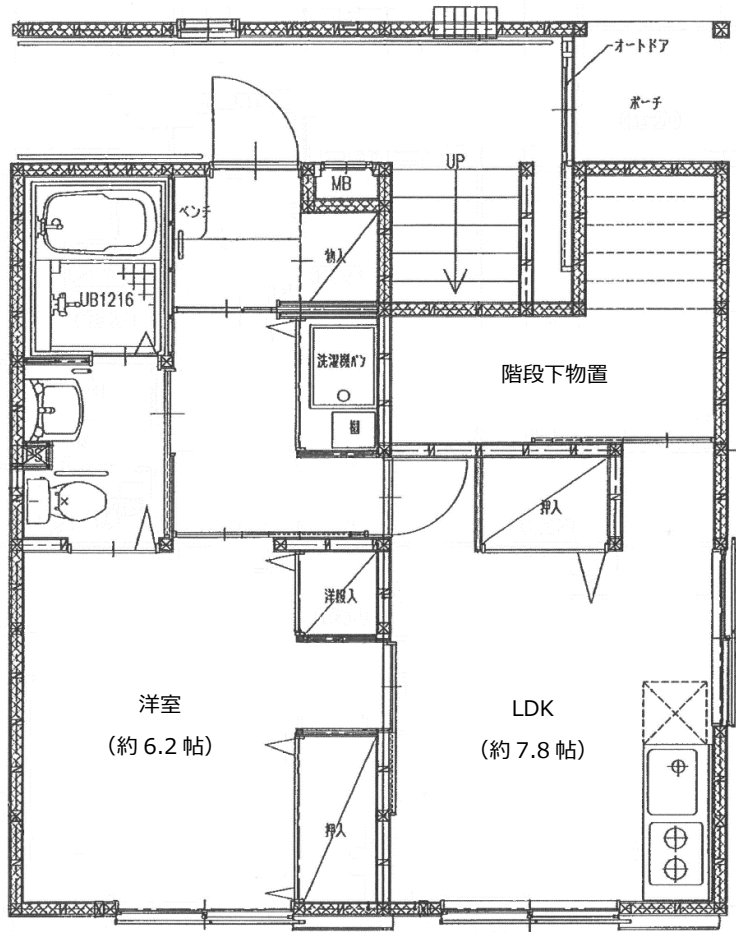 オートドア
ポーチ
UP
MB
ベンチ
物入
UB1216
洗濯機パン
階段下物置
棚
押入
洋服入
洋室
（約 6.2 帖）
LDK
（約 7.8 帖）
押入